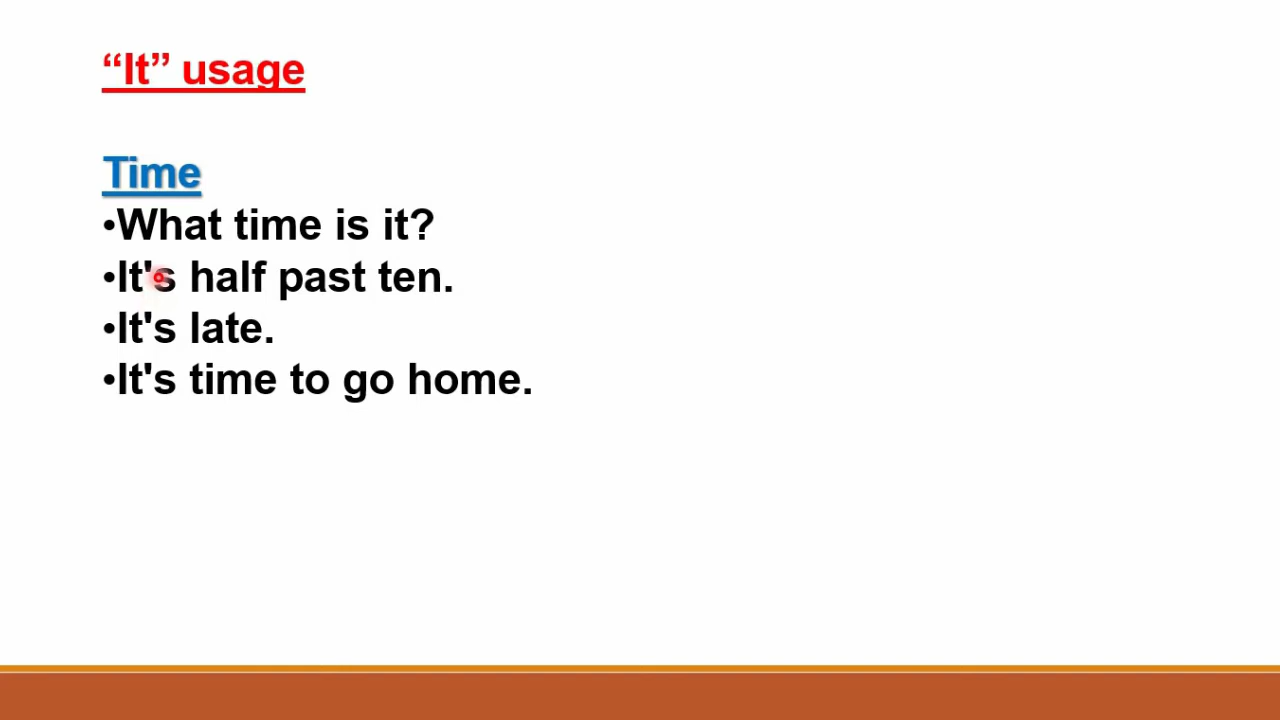 “It” usage
Time
•What time is it?
•It's half past ten.
•It's late.
•It's time to go home.